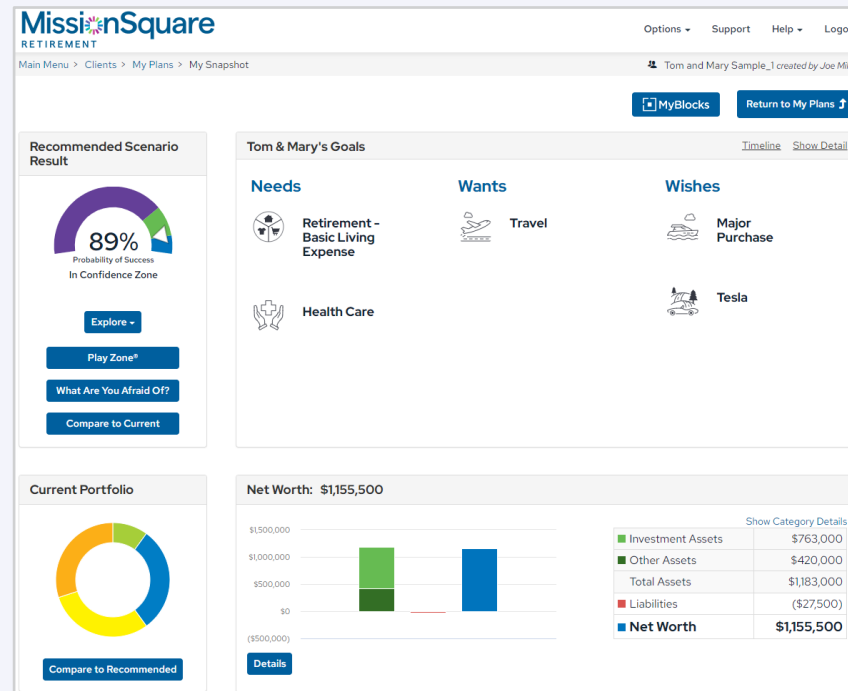 MissionSquare
RETIREMENT
Options Support Help Logo
Main Menu > Clients > My Plans > My Snapshot
Tom and Mary Sample_1 created by Joe Mi
MyBlocks
Return to My Plans
Recommended Scenario
Result
89%
Probability of Success
In Confidence Zone
Explore
Play Zone®
What Are You Afraid Of?
Compare to Current
Tom & Mary's Goals
Timeline Show Detail
Needs
Retirement -
Basic Living
Expense
Health Care
Wants
Travel
Wishes
Major
Purchase
Tesla
Current Portfolio
Compare to Recommended
Net Worth: $1,155,500
$1,500,000
$1,000,000
$500,000
$0
($500,000)
Details
Show Category Details
Investment Assets $763,000
Other Assets $420,000
Total Assets $1,183,000
Liabilities ($27,500)
Net Worth $1,155,500